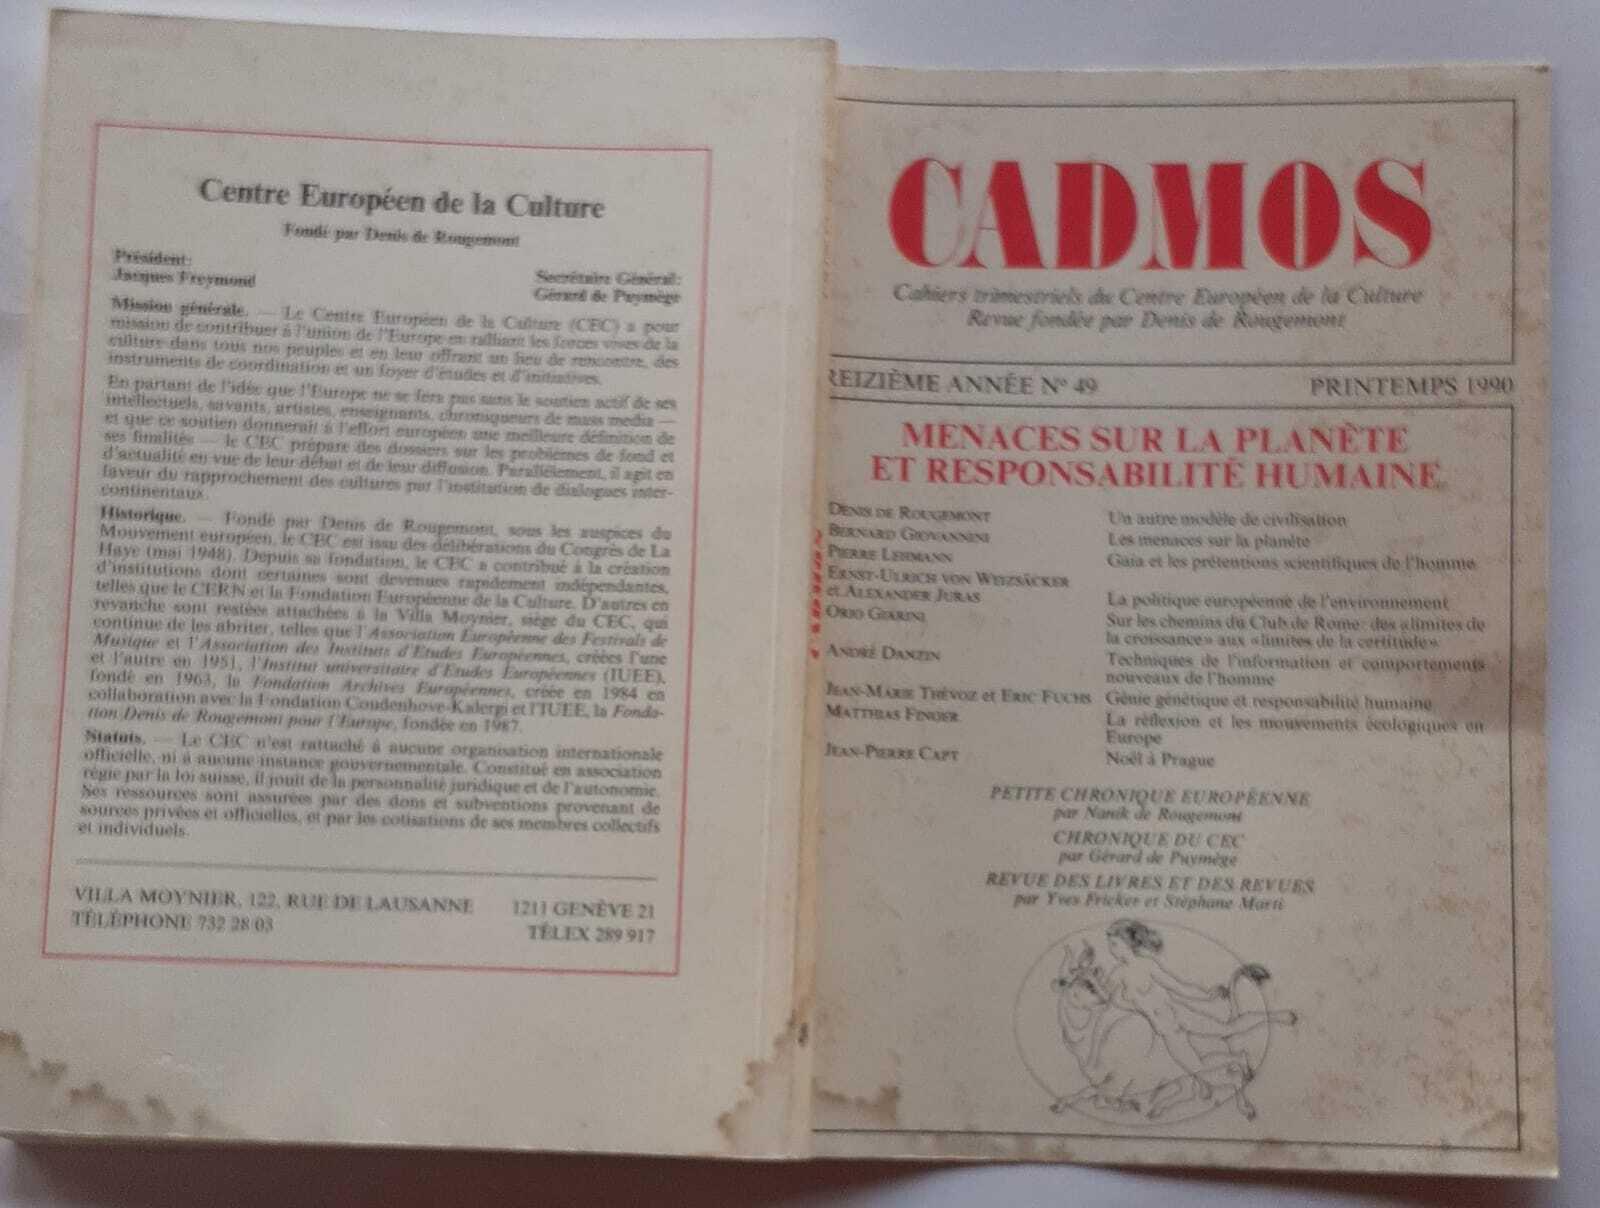 Centre Européen de la Culture
Fondé par Denis de Rougemont
Président:
Jacques Freymond
Secrétaire Général:
Gérard de Puymège
Mission générale. — Le Centre Européen de la Culture (CEC) a pour
mission de contribuer à l'union de l'Europe en ralliant les forces vives de la
culture dans tous nos peuples et en leur offrant un lieu de rencontre, des
instruments de coordination et un foyer d'études et d'initiatives.
En partant de l'idée que l'Europe ne se fera pas sans le soutien actif de ses
intellectuels, savants, artistes, enseignants, chroniqueurs de mass media —
et que ce soutien donnerait à l'effort européen une meilleure définition de
ses finalités — le CEC prépare des dossiers sur les problèmes de fond et
d'actualité en vue de leur débat et de leur diffusion. Parallèlement, il agit en
faveur du rapprochement des cultures par l'institution de dialogues inter-
continentaux.
Historique. — Fondé par Denis de Rougemont, sous les auspices du
Mouvement européen, le CEC est issu des délibérations du Congrès de La
Haye (mai 1948). Depuis sa fondation, le CEC a contribué à la création
d'institutions dont certaines sont devenues rapidement indépendantes,
telles que le CERN et la Fondation Européenne de la Culture. D'autres en
revanche sont restées attachées à la Villa Moynier, siège du CEC, qui
continue de les abriter, telles que l'Association Européenne des Festivals de
Musique et l'Association des Instituts d'Etudes Européennes, créées l'une
et l'autre en 1951, l'Institut universitaire d'Etudes Européennes (IUEE),
fondé en 1963, la Fondation Archives Européennes, créée en 1984 en
collaboration avec la Fondation Coudenhove-Kalergi et l'IUEE, la Fonda-
tion Denis de Rougemont pour l'Europe, fondée en 1987.
Statuts. — Le CEC n'est rattaché à aucune organisation internationale
officielle, ni à aucune instance gouvernementale. Constitué en association
régie par la loi suisse, il jouit de la personnalité juridique et de l'autonomie.
Ses ressources sont assurées par des dons et subventions provenant de
sources privées et officielles, et par les cotisations de ses membres collectifs
et individuels.
VILLA MOYNIER, 122, RUE DE LAUSANNE 1211 GENÈVE 21
TÉLÉPHONE 732 28 03 TÉLEX 289 917
CADMOS
Cahiers trimestriels du Centre Européen de la Culture
Revue fondée par Denis de Rougemont
REIZIÈME ANNÉE N° 49 PRINTEMPS 1990
MENACES SUR LA PLANÈTE
ET RESPONSABILITÉ HUMAINE
DENIS DE ROUGEMONT Un autre modèle de civilisation
BERNARD GIOVANNINI Les menaces sur la planète
PIERRE LEHMANN Gaia et les prétentions scientifiques de l'homme
ERNST-ULRICH VON WEIZSÄCKER
et ALEXANDER JURAS La politique européenne de l'environnement
ORIO GIARINI Sur les chemins du Club de Rome: des «limites de
la croissance» aux «limites de la certitude»
ANDRÉ DANZIN Techniques de l'information et comportements
nouveaux de l'homme
JEAN-MARIE THÉVOZ et ERIC FUCHS Génie génétique et responsabilité humaine
MATTHIAS FINGER La réflexion et les mouvements écologiques en
Europe
JEAN-PIERRE CAPT Noël à Prague
PETITE CHRONIQUE EUROPÉENNE
par Nanik de Rougemont
CHRONIQUE DU CEC
par Gérard de Puymège
REVUE DES LIVRES ET DES REVUES
par Yves Fricker et Stéphane Marti